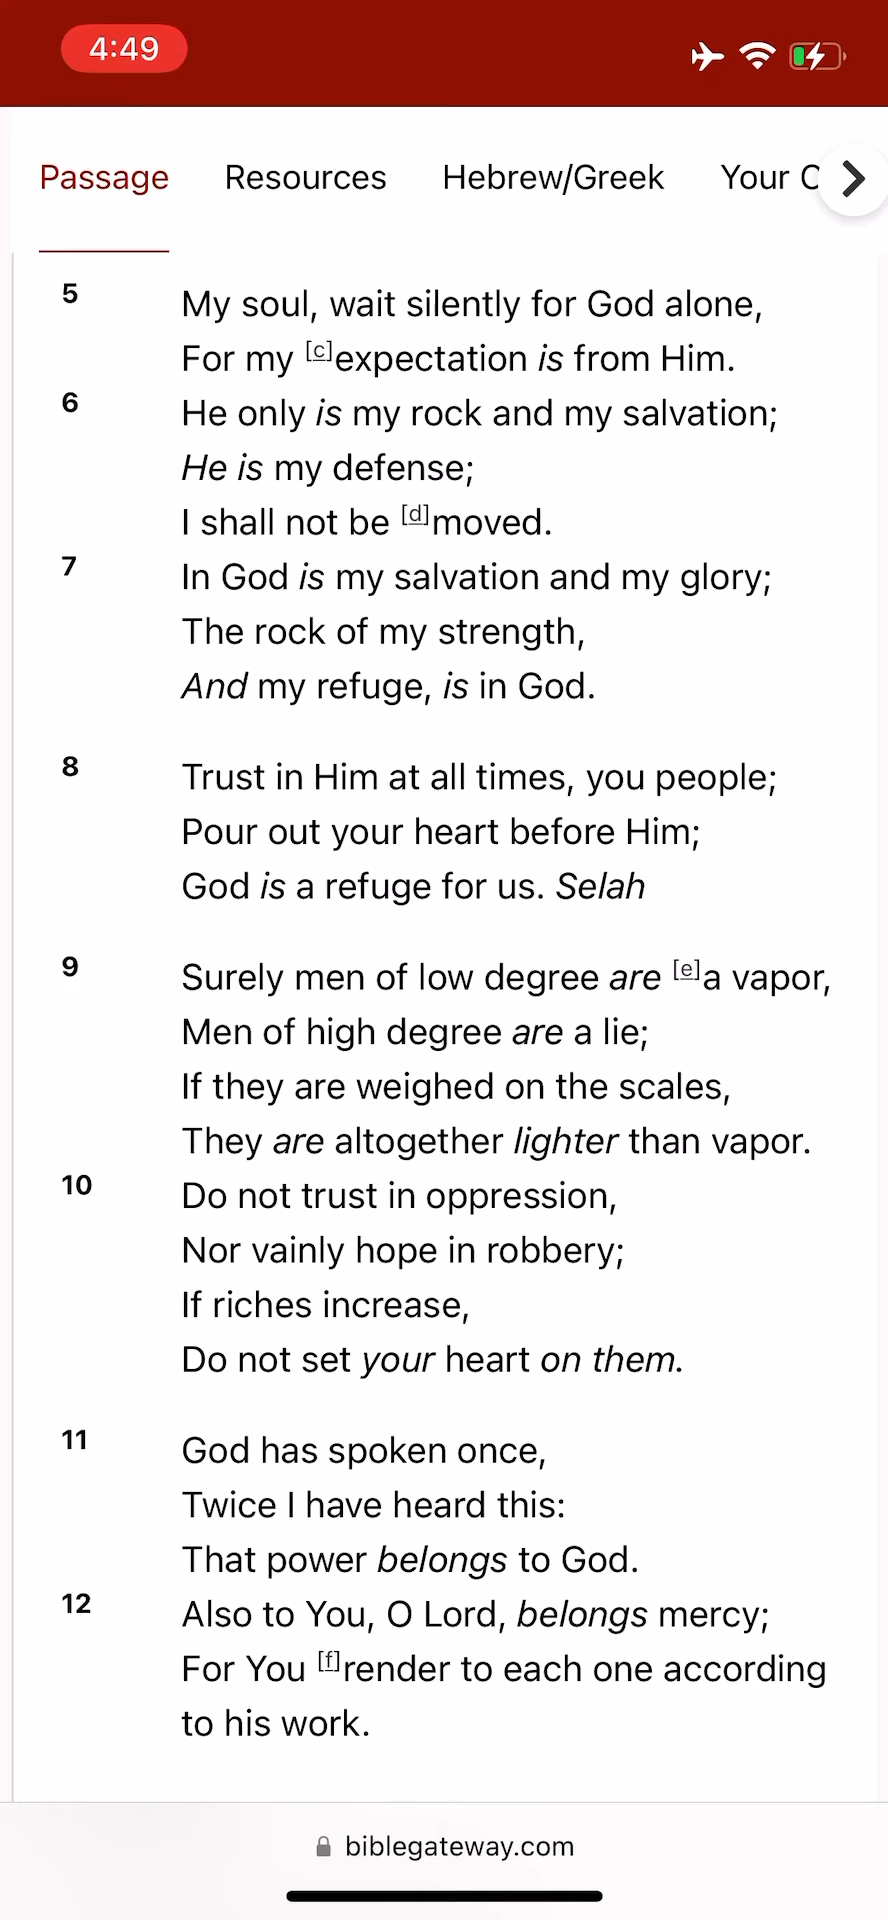 4:49
Passage Resources Hebrew/Greek Your
5 My soul, wait silently for God alone,
For my [c]expectation is from Him.
6 He only is my rock and my salvation;
He is my defense;
I shall not be [d]moved.
7 In God is my salvation and my glory;
The rock of my strength,
And my refuge, is in God.
8 Trust in Him at all times, you people;
Pour out your heart before Him;
God is a refuge for us. Selah
9 Surely men of low degree are [e]a vapor,
Men of high degree are a lie;
If they are weighed on the scales,
They are altogether lighter than vapor.
10 Do not trust in oppression,
Nor vainly hope in robbery;
If riches increase,
Do not set your heart on them.
11 God has spoken once,
Twice I have heard this:
That power belongs to God.
12 Also to You, O Lord, belongs mercy;
For You [f]render to each one according
to his work.
biblegateway.com